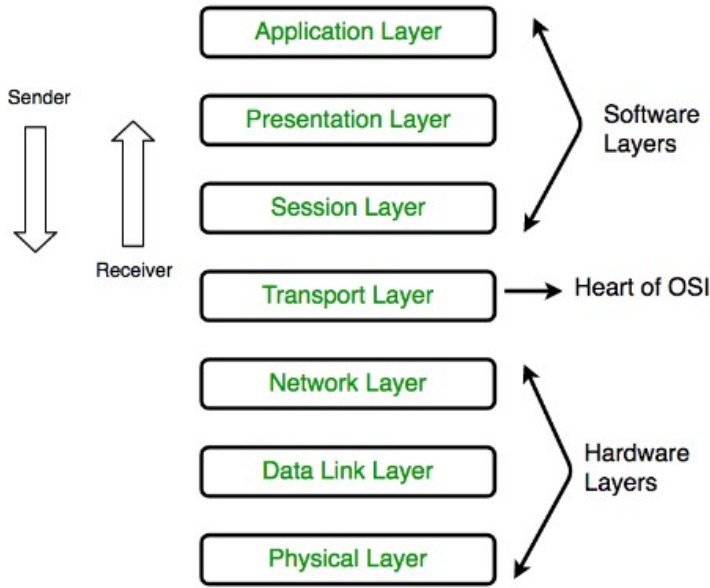 Application Layer
Sender
Presentation Layer
Software
Layers
Session Layer
Receiver
Transport Layer
Heart of OSI
Network Layer
Data Link Layer
Hardware
Layers
Physical Layer